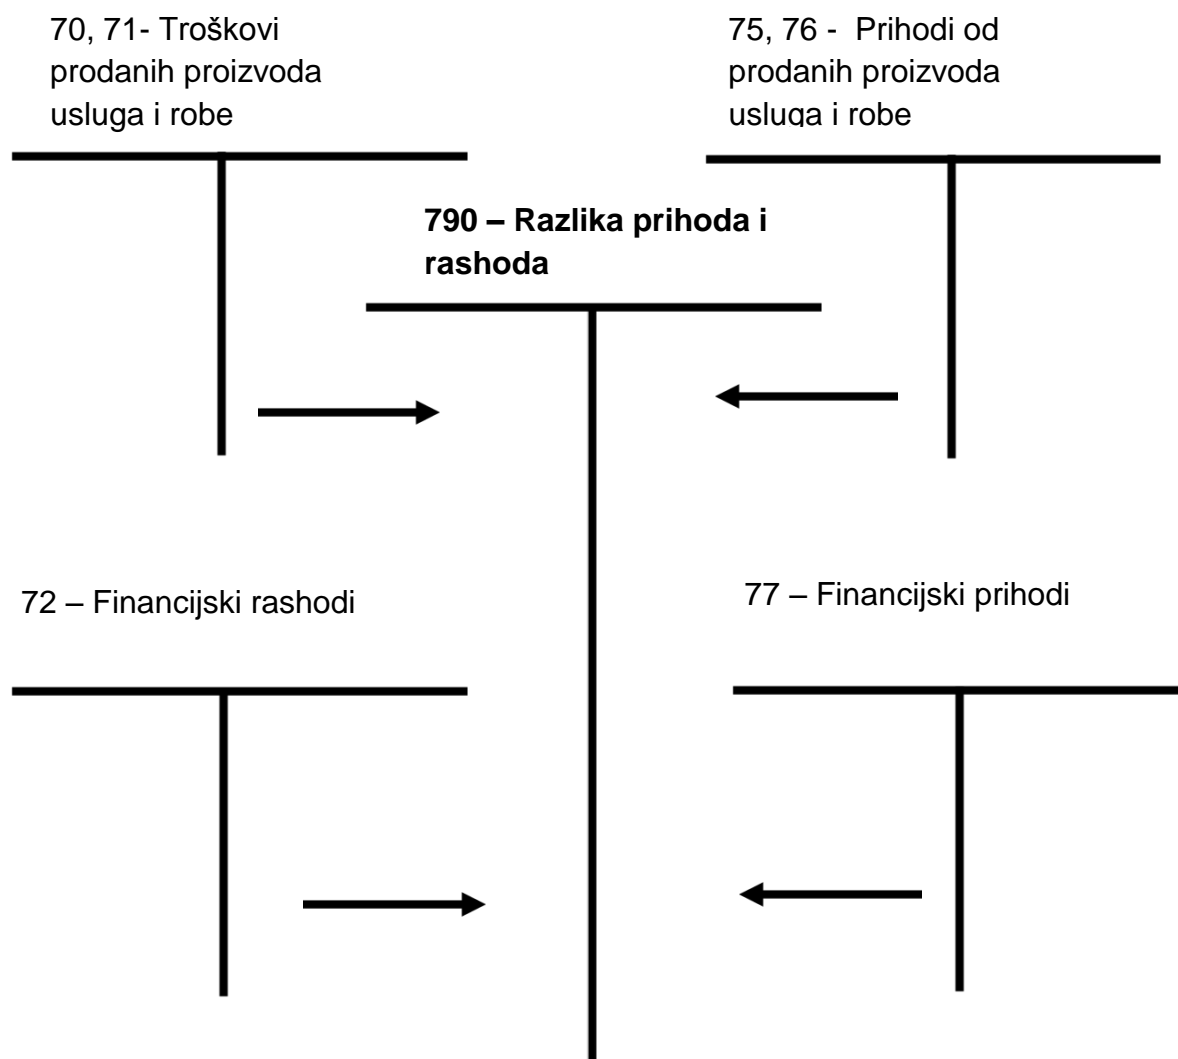 70, 71- Troškovi
prodanih proizvoda
usluga i robe
75, 76 -  Prihodi od
prodanih proizvoda
usluga i robe
790 – Razlika prihoda i
rashoda
72 – Financijski rashodi
77 – Financijski prihodi